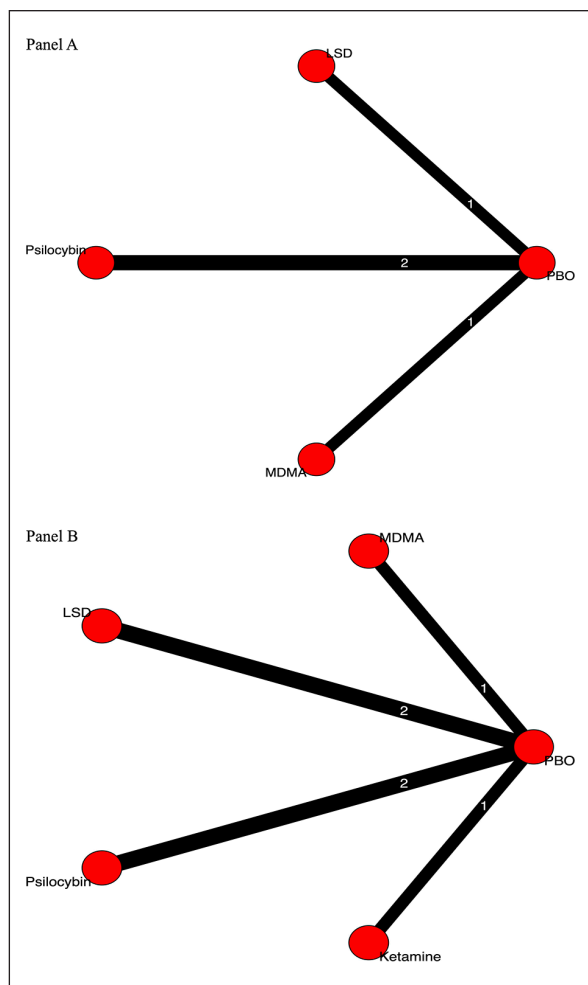 Panel A
LSD
1
Psilocybin
2
PBO
1
MDMA
Panel B
MDMA
LSD
1
2
PBO
2
1
Psilocybin
Ketamine